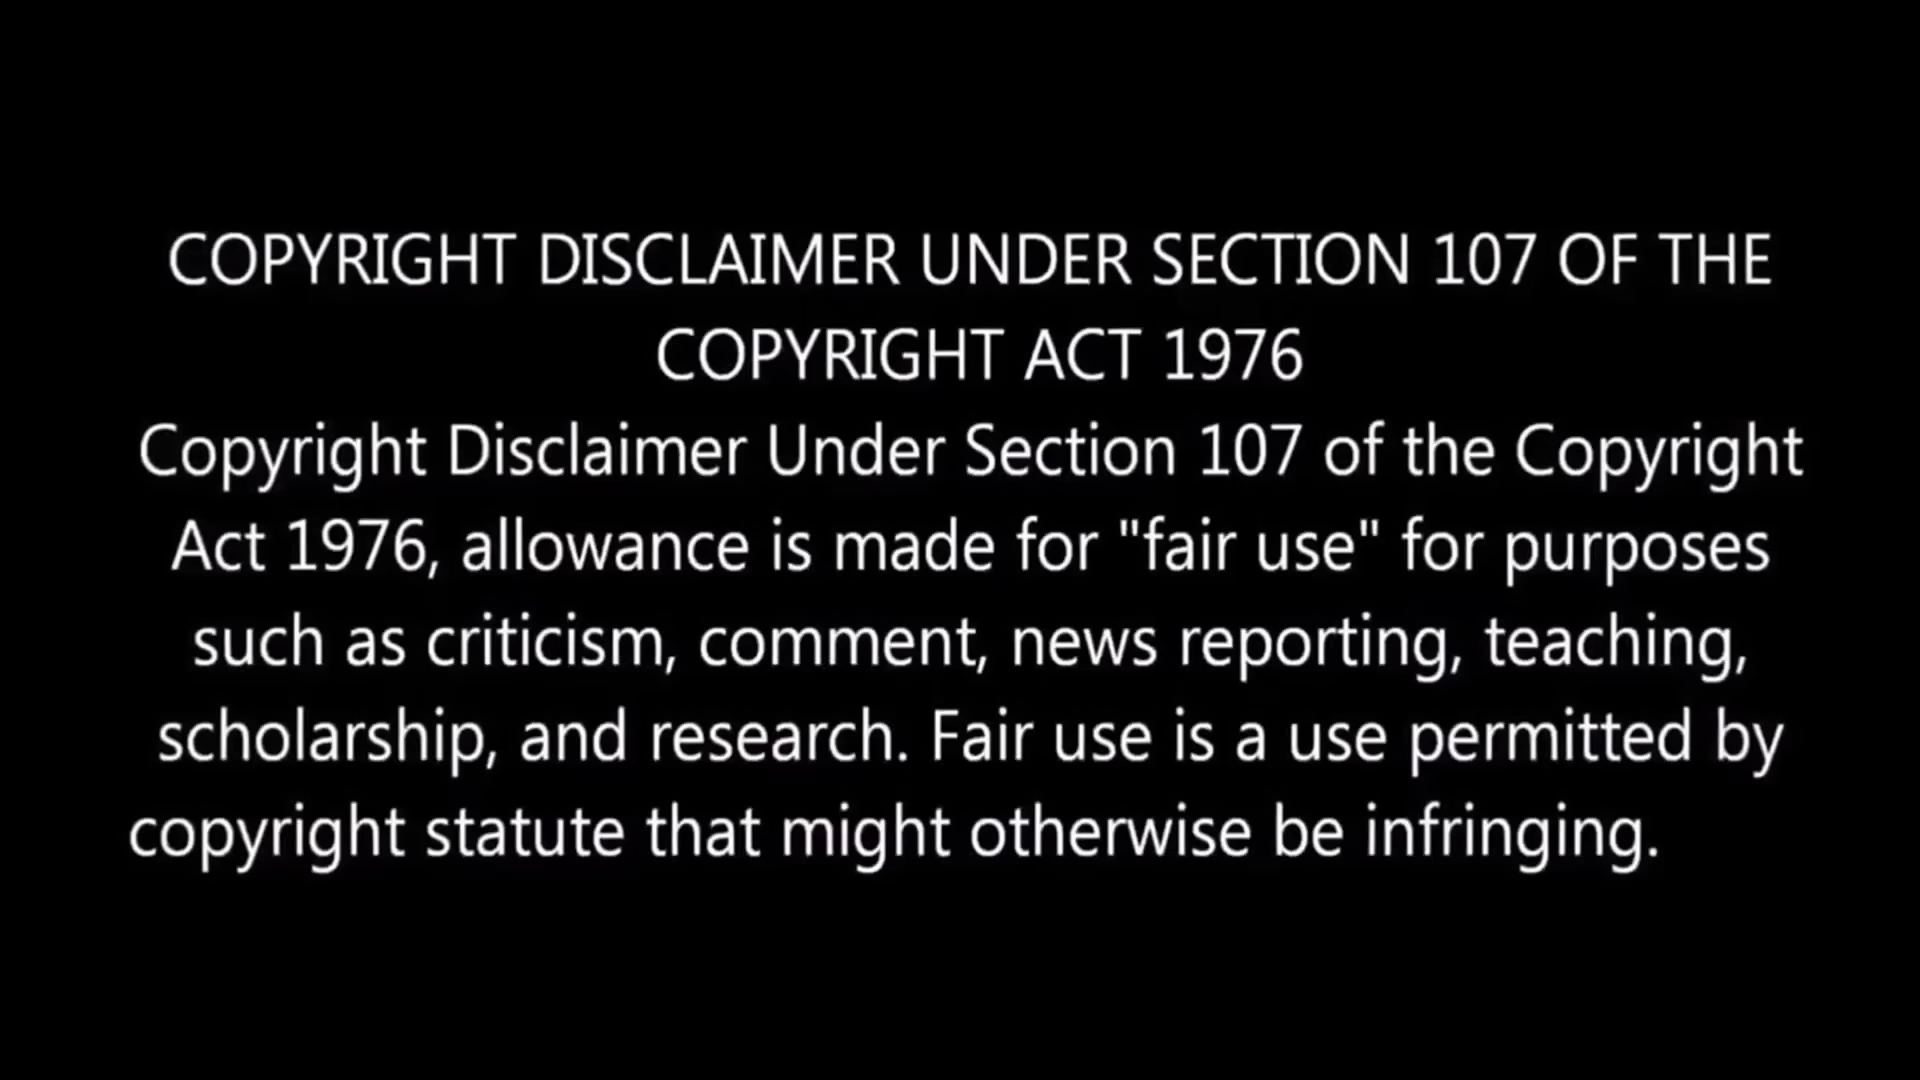 COPYRIGHT DISCLAIMER UNDER SECTION 107 OF THE
COPYRIGHT ACT 1976
Copyright Disclaimer Under Section 107 of the Copyright
Act 1976, allowance is made for "fair use" for purposes
such as criticism, comment, news reporting, teaching,
scholarship, and research. Fair use is a use permitted by
copyright statute that might otherwise be infringing.